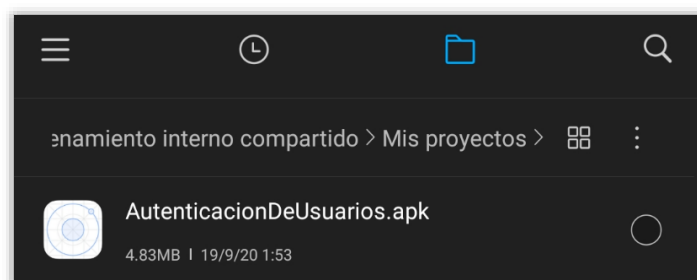 enamiento interno compartido > Mis proyectos >
AutenticacionDeUsuarios.apk
4.83MB | 19/9/20 1:53